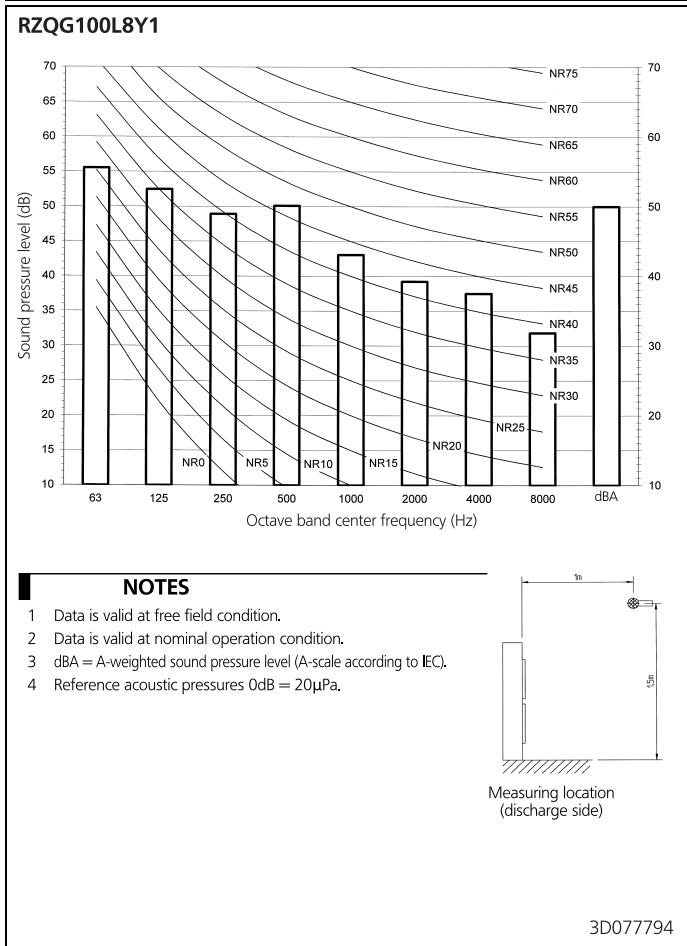 RZQG100L8Y1
Sound pressure level (dB)
70
65
60
55
50
45
40
35
30
25
20
15
10
70
60
50
40
30
20
10
NR75
NR70
NR65
NR60
NR55
NR50
NR45
NR40
NR35
NR30
NR25
NR20
NR0 NR5 NR10 NR15
63 125 250 500 1000 2000 4000 8000 dBA
Octave band center frequency (Hz)
NOTES
1 Data is valid at free field condition.
2 Data is valid at nominal operation condition.
3 dBA = A-weighted sound pressure level (A-scale according to IEC).
4 Reference acoustic pressures 0dB = 20µPa.
1m
1,5m
Measuring location
(discharge side)
3D077794